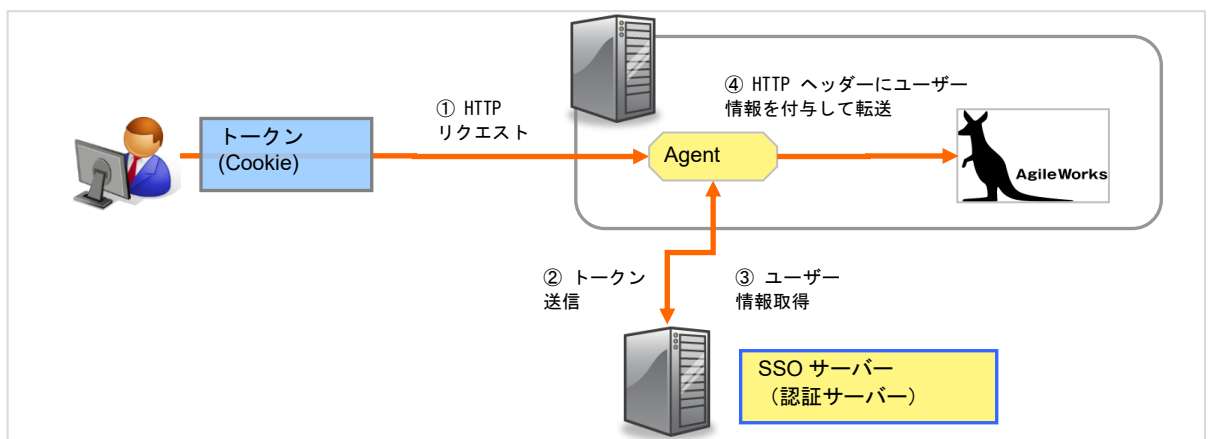 ④ HTTP ヘッダーにユーザー
情報を付与して転送
① HTTP
リクエスト
トークン
(Cookie)
Agent
AgileWorks
② トークン
送信
③ ユーザー
情報取得
SSO サーバー
（認証サーバー）